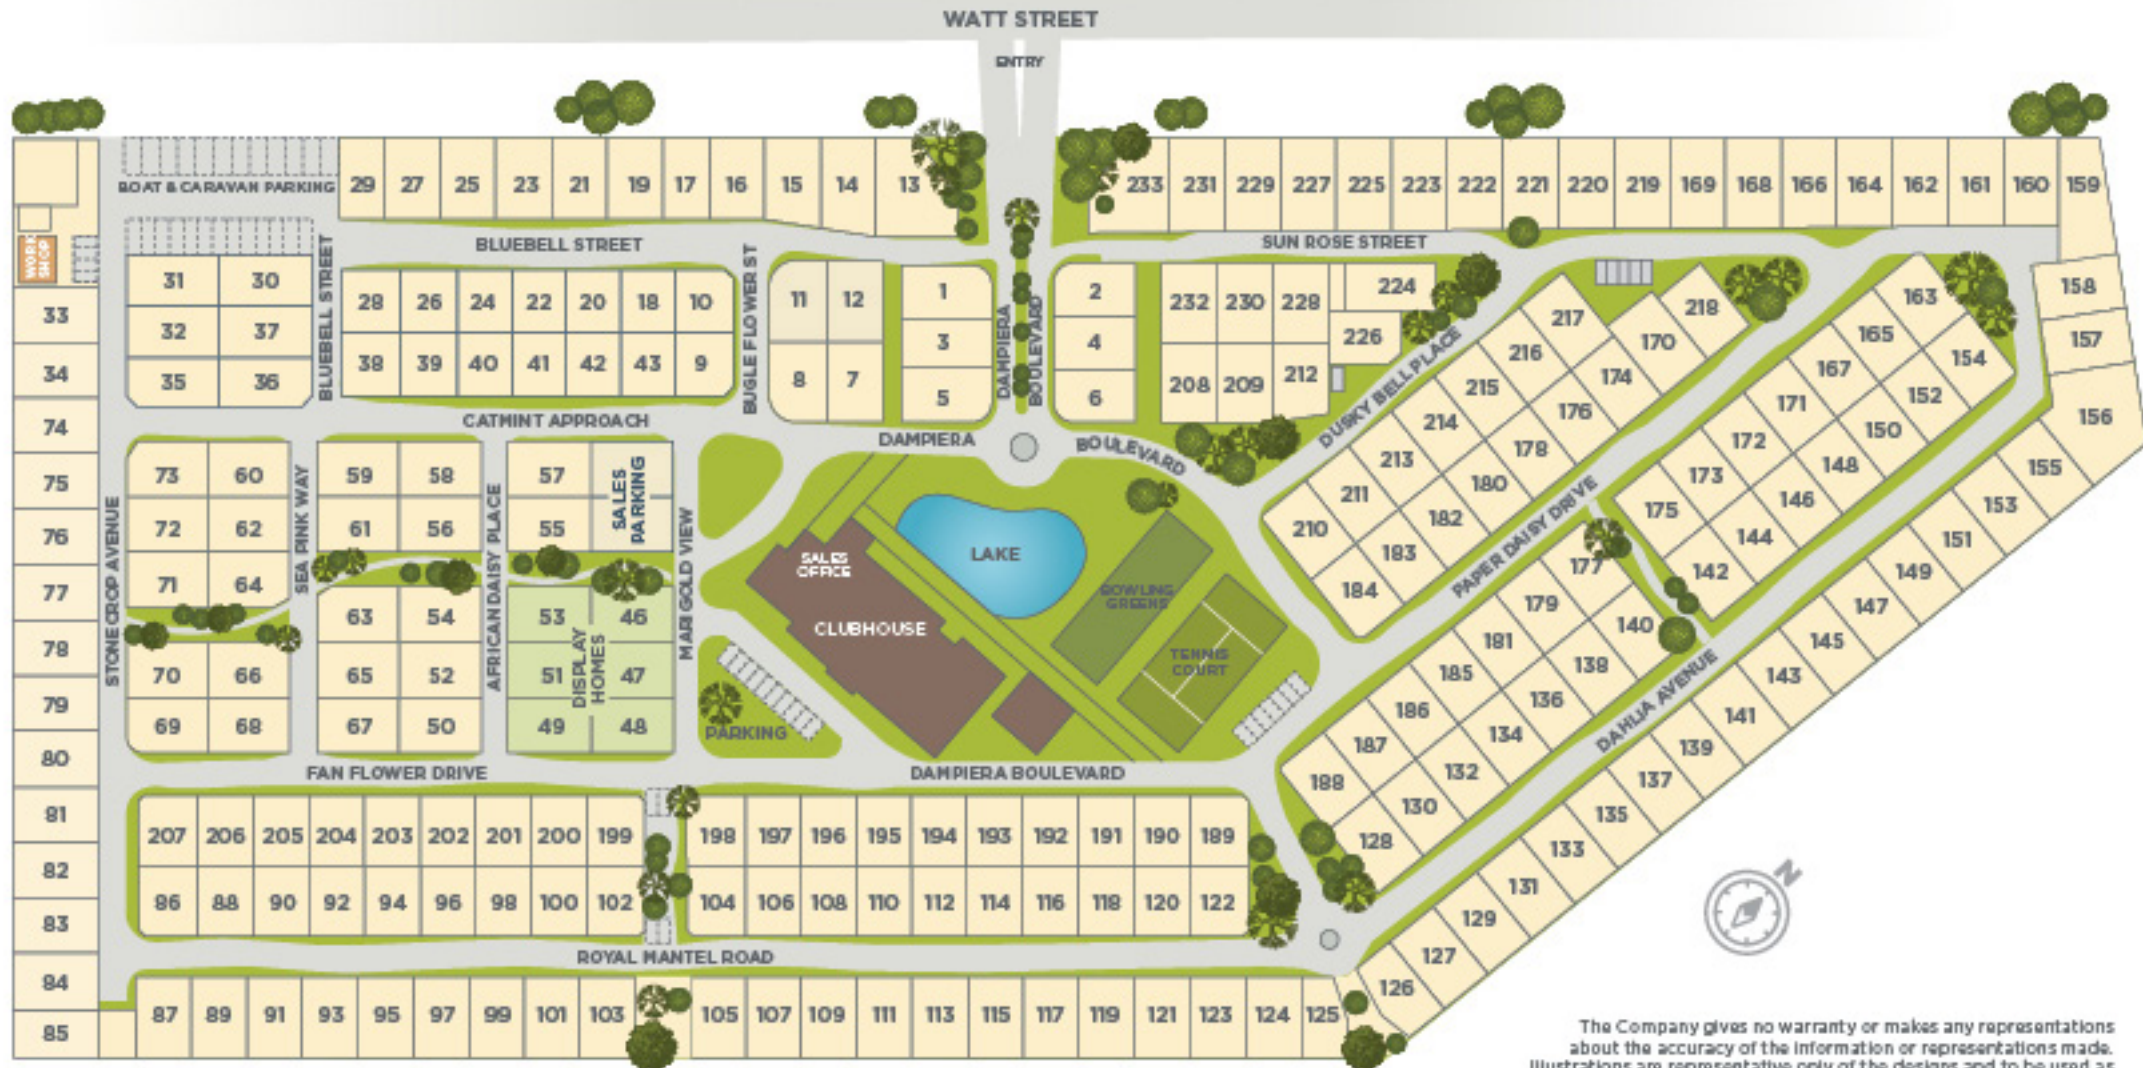 WATT STREET
ENTRY
BOAT & CARAVAN PARKING
29 27 25 23 21 19 17 16 15 14 13
233 231 229 227 225 223 222 221 220 219 169 168 166 164 162 161 160 159
WORK
SHOP
BLUEBELL STREET
SUN ROSE STREET
31 30
32 37
35 36
BLUEBELL STREET
28 26 24 22 20 18 10
38 39 40 41 42 43 9
BUGLE FLOWER ST
11 12
8 7
1
3
5
DAMPIERA
BOULEVARD
2
4
6
232 230 228 224
226
208 209 212
DUSKY BELL PLACE
217
216
215
214
213
211
210
218
170
174
176
178
180
182
183
184
163
165
167
171
172
173
175
154
152
150
148
146
144
142
158
157
156
155
153
151
149
147
145
143
141
139
137
135
133
131
129
127
126
33
34
74
75
76
77
78
79
80
81
82
83
84
85
CATMINT APPROACH
DAMPIERA
BOULEVARD
STONECROP AVENUE
73 60
72 62
71 64
70 66
69 68
SEA PINK WAY
59 58
61 56
63 54
65 52
67 50
AFRICAN DAISY PLACE
57
55
SALES
PARKING
53 46
51 47
49 48
DISPLAY
HOMES
MARIGOLD VIEW
SALES
OFFICE
CLUBHOUSE
LAKE
BOWLING
GREENS
TENNIS
COURT
PARKING
PAPER DAISY DRIVE
177
179
181
185
186
187
188
140
138
136
134
132
130
128
DAHLIA AVENUE
FAN FLOWER DRIVE
DAMPIERA BOULEVARD
207 206 205 204 203 202 201 200 199
198 197 196 195 194 193 192 191 190 189
86 88 90 92 94 96 98 100 102
104 106 108 110 112 114 116 118 120 122
ROYAL MANTEL ROAD
87 89 91 93 95 97 99 101 103
105 107 109 111 113 115 117 119 121 123 124 125
N
The Company gives no warranty or makes any representations
about the accuracy of the information or representations made.
Illustrations are representative only of the designs and to be used as